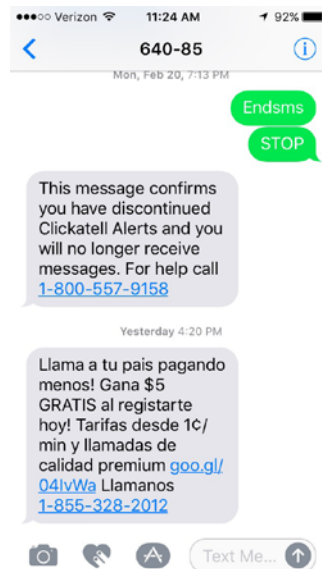 Verizon 11:24 AM 92%
640-85
Mon, Feb 20, 7:13 PM
Endsms
STOP
This message confirms
you have discontinued
Clickatell Alerts and you
will no longer receive
messages. For help call
1-800-557-9158
Yesterday 4:20 PM
Llama a tu pais pagando
menos! Gana $5
GRATIS al registarte
hoy! Tarifas desde 1¢/
min y llamadas de
calidad premium goo.gl/
04IvWa Llamanos
1-855-328-2012
Text Me...